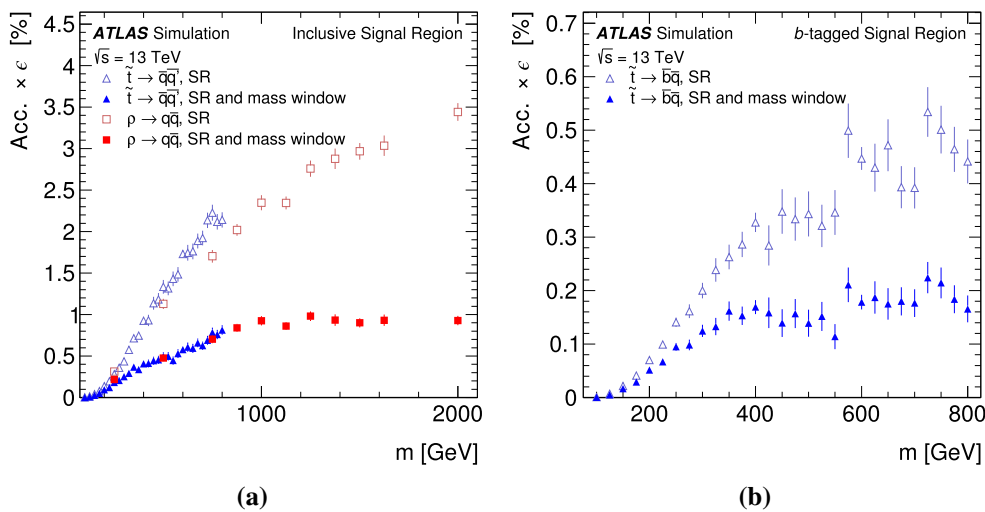 Acc. × ϵ [%]
4.5
4
3.5
3
2.5
2
1.5
1
0.5
0
ATLAS Simulation Inclusive Signal Region
√s = 13 TeV
t̃ → q̅q̅', SR
t̃ → q̅q̅', SR and mass window
ρ → qq̅, SR
ρ → qq̅, SR and mass window
1000 2000
m [GeV]
(a)
Acc. × ϵ [%]
0.7
0.6
0.5
0.4
0.3
0.2
0.1
0
ATLAS Simulation b-tagged Signal Region
√s = 13 TeV
t̃ → b̅q̅, SR
t̃ → b̅q̅, SR and mass window
200 400 600 800
m [GeV]
(b)